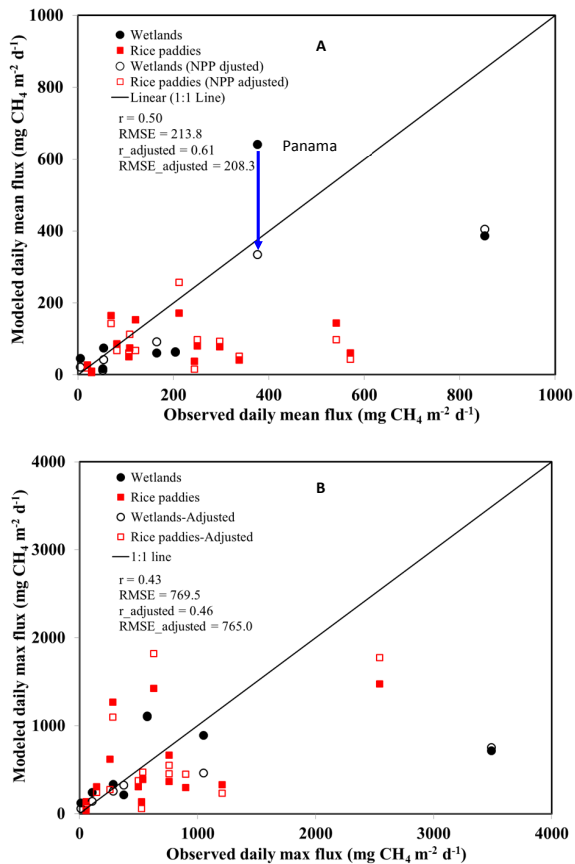 1000
800
600
400
200
0
Modeled daily mean flux (mg CH4 m-2 d-1)
A
Wetlands
Rice paddies
Wetlands (NPP djusted)
Rice paddies (NPP adjusted)
Linear (1:1 Line)
r = 0.50
RMSE = 213.8
r_adjusted = 0.61
RMSE_adjusted = 208.3
Panama
0 200 400 600 800 1000
Observed daily mean flux (mg CH4 m-2 d-1)
4000
3000
2000
1000
0
Modeled daily max flux (mg CH4 m-2 d-1)
B
Wetlands
Rice paddies
Wetlands-Adjusted
Rice paddies-Adjusted
1:1 line
r = 0.43
RMSE = 769.5
r_adjusted = 0.46
RMSE_adjusted = 765.0
0 1000 2000 3000 4000
Observed daily max flux (mg CH4 m-2 d-1)